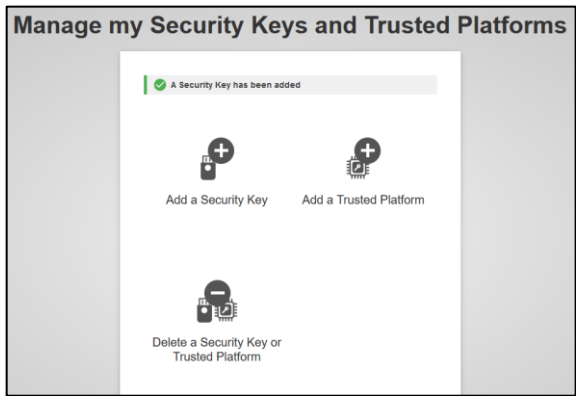 Manage my Security Keys and Trusted Platforms
A Security Key has been added
Add a Security Key
Add a Trusted Platform
Delete a Security Key or
Trusted Platform